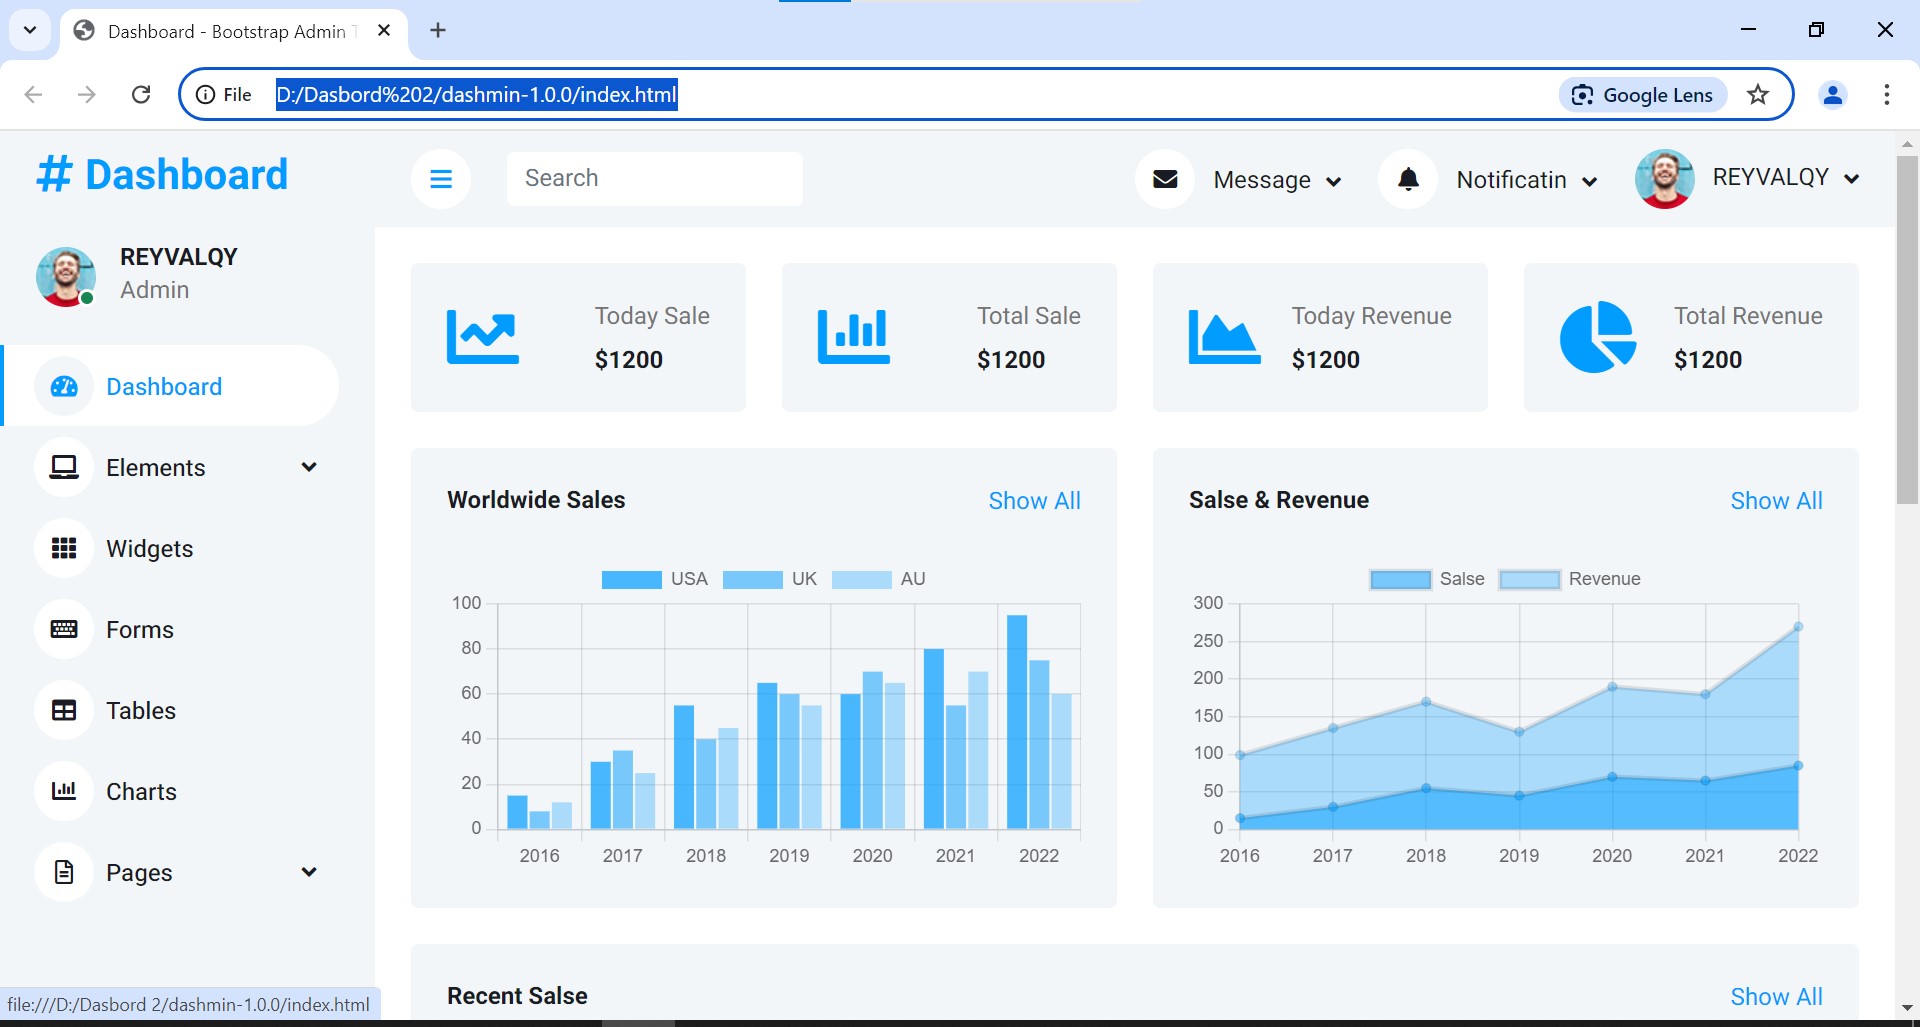 Dashboard - Bootstrap Admin T
File D:/Dasbord%202/dashmin-1.0.0/index.html Google Lens
# Dashboard
Search
Message
Notificatin
REYVALQY
REYVALQY
Admin
Dashboard
Elements
Widgets
Forms
Tables
Charts
Pages
Today Sale
$1200
Total Sale
$1200
Today Revenue
$1200
Total Revenue
$1200
Worldwide Sales Show All
USA UK AU
100
80
60
40
20
0
2016 2017 2018 2019 2020 2021 2022
Salse & Revenue Show All
Salse Revenue
300
250
200
150
100
50
0
2016 2017 2018 2019 2020 2021 2022
Recent Salse Show All
file:///D:/Dasbord 2/dashmin-1.0.0/index.html